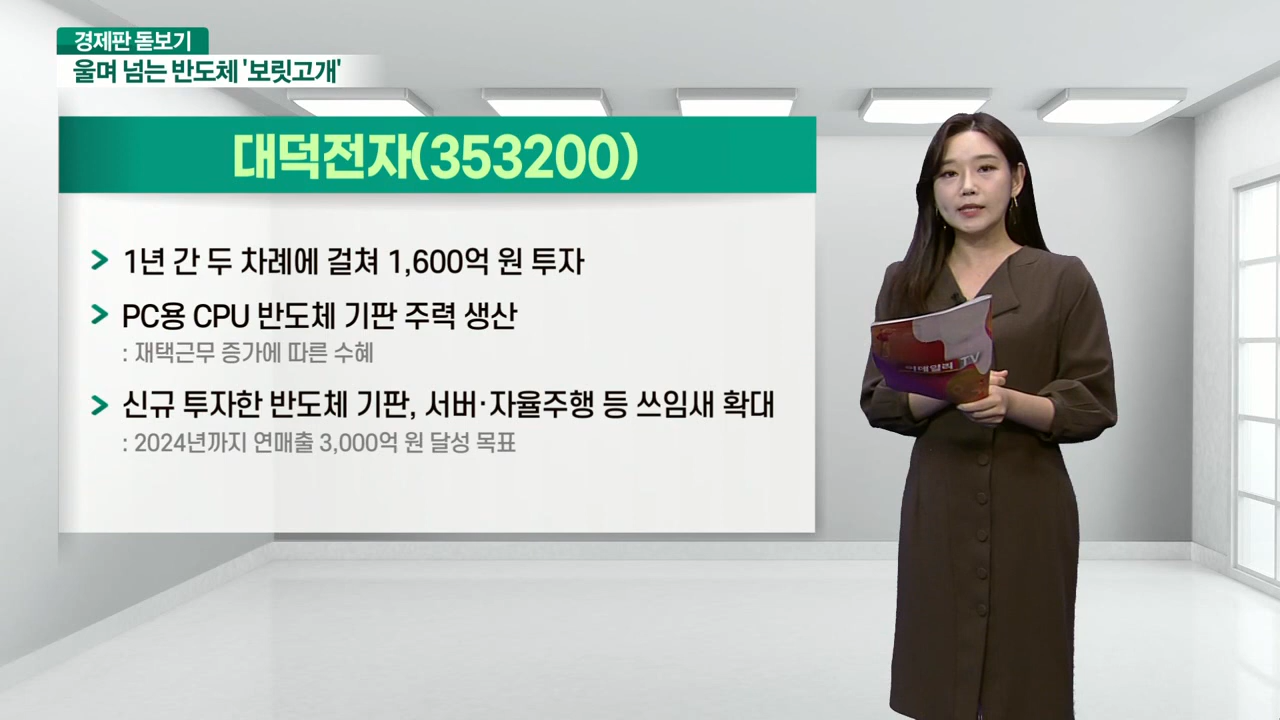 경제판 돋보기
울며 넘는 반도체 '보릿고개'
대덕전자(353200)
1년 간 두 차례에 걸쳐 1,600억 원 투자
PC용 CPU 반도체 기판 주력 생산
: 재택근무 증가에 따른 수혜
신규 투자한 반도체 기판, 서버·자율주행 등 쓰임새 확대
: 2024년까지 연매출 3,000억 원 달성 목표
이데일리 TV